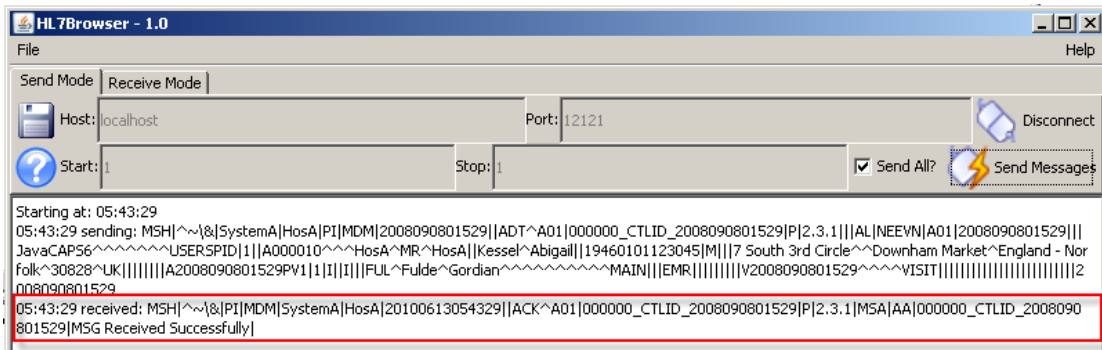 HL7Browser - 1.0
File Help
Send Mode Receive Mode
Host: localhost Port: 12121 Disconnect
Start: 1 Stop: 1 Send All? Send Messages
Starting at: 05:43:29
05:43:29 sending: MSH|^~\&|SystemA|HosA|PI|MDM|2008090801529||ADT^A01|000000_CTLID_2008090801529|P|2.3.1|||AL|NEEVN|A01|2008090801529|||
JavaCAPS6^^^^^^^USERSPID|1||A000010^^^HosA^MR^HosA||Kessel^Abigail||19460101123045|M|||7 South 3rd Circle^^Downham Market^England - Nor
folk^30828^UK||||||||A2008090801529PV1|1|I||I|||FUL^Fulde^Gordian^^^^^^^^^^MAIN|||EMR|||||||||V2008090801529^^^^VISIT|||||||||||||||||||||||||2
008090801529
05:43:29 received: MSH|^~\&|PI|MDM|SystemA|HosA|20100613054329||ACK^A01|000000_CTLID_2008090801529|P|2.3.1|MSA|AA|000000_CTLID_2008090
801529|MSG Received Successfully|